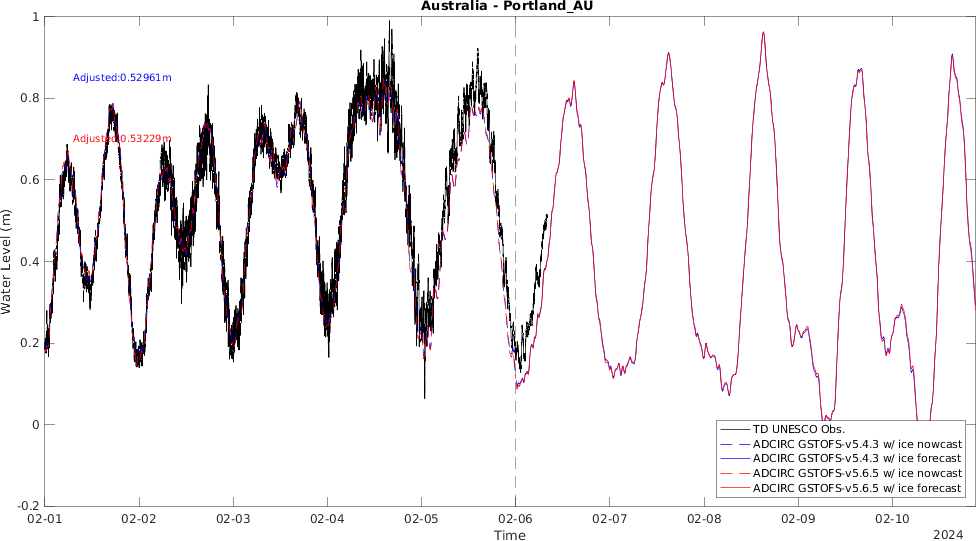 Australia - Portland_AU
Adjusted:0.52961m
Adjusted:0.53229m
Water Level (m)
1
0.8
0.6
0.4
0.2
0
-0.2
TD UNESCO Obs.
ADCIRC GSTOFS-v5.4.3 w/ ice nowcast
ADCIRC GSTOFS-v5.4.3 w/ ice forecast
ADCIRC GSTOFS-v5.6.5 w/ ice nowcast
ADCIRC GSTOFS-v5.6.5 w/ ice forecast
02-01 02-02 02-03 02-04 02-05 02-06 02-07 02-08 02-09 02-10
Time
2024